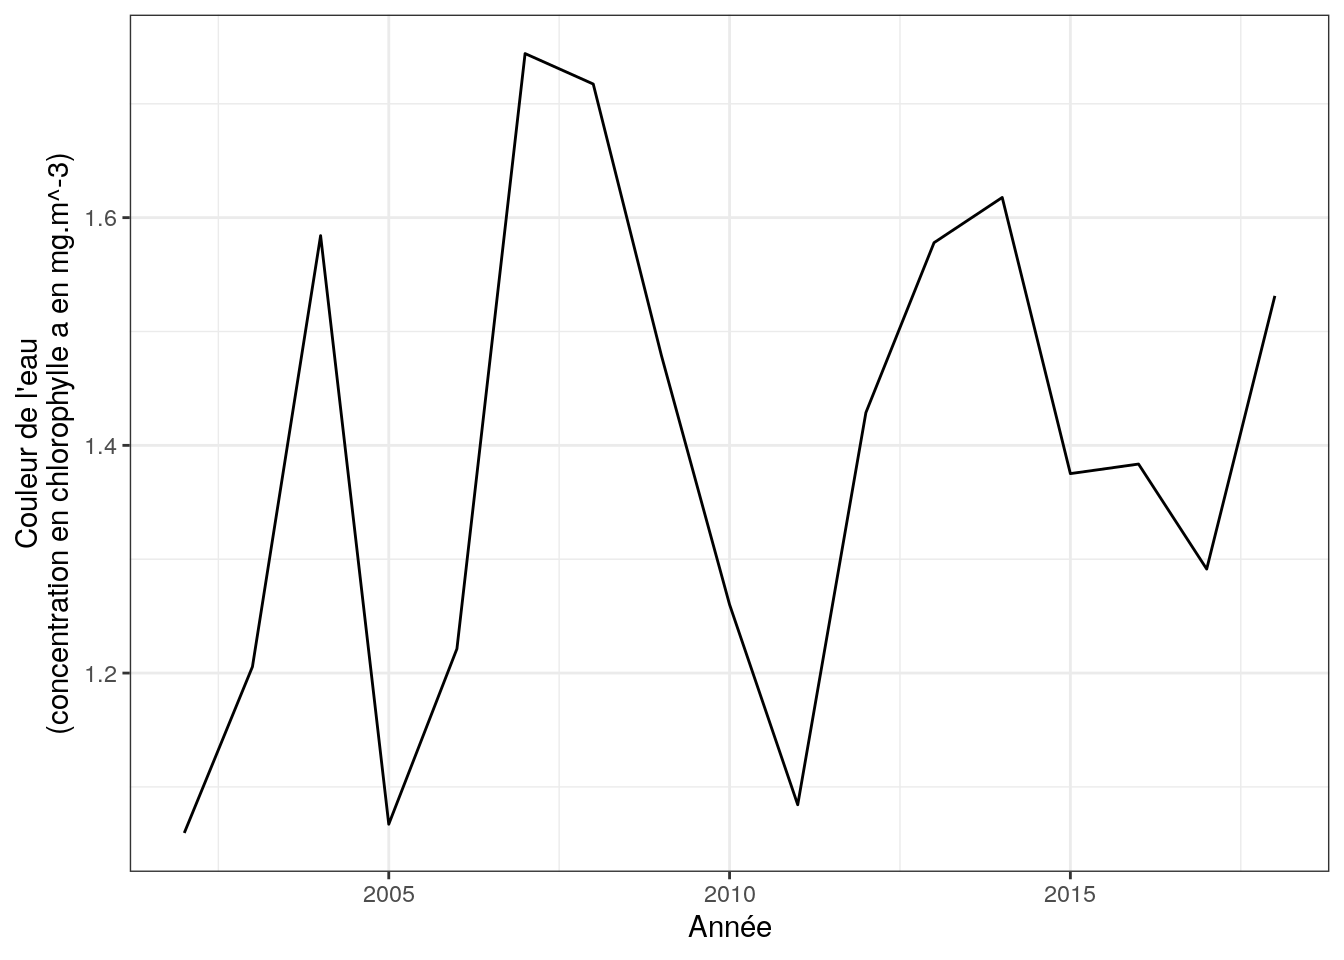 Couleur de l'eau
(concentration en chlorophylle a en mg.m^-3)
1.6
1.4
1.2
2005 2010 2015
Année